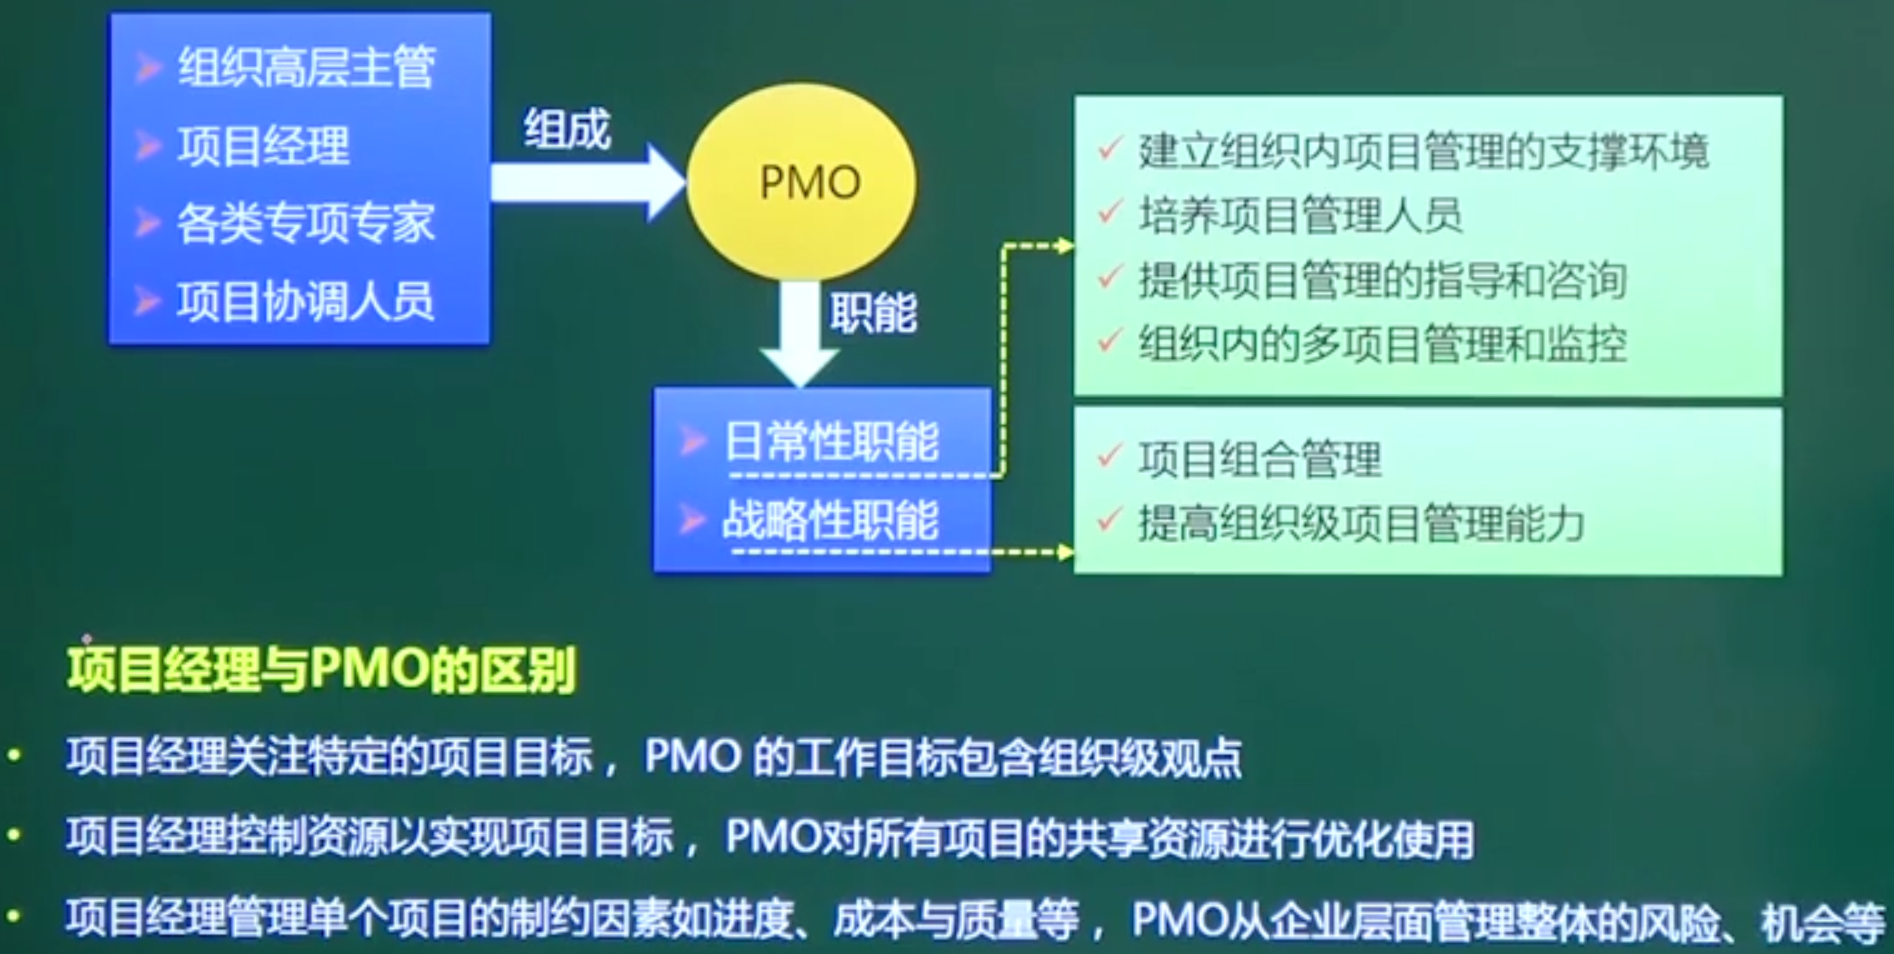 组织高层主管
项目经理
各类专项专家
项目协调人员
组成
PMO
职能
日常性职能
战略性职能
建立组织内项目管理的支撑环境
培养项目管理人员
提供项目管理的指导和咨询
组织内的多项目管理和监控
项目组合管理
提高组织级项目管理能力
项目经理与PMO的区别
项目经理关注特定的项目目标，PMO 的工作目标包含组织级观点
项目经理控制资源以实现项目目标，PMO对所有项目的共享资源进行优化使用
项目经理管理单个项目的制约因素如进度、成本与质量等，PMO从企业层面管理整体的风险、机会等